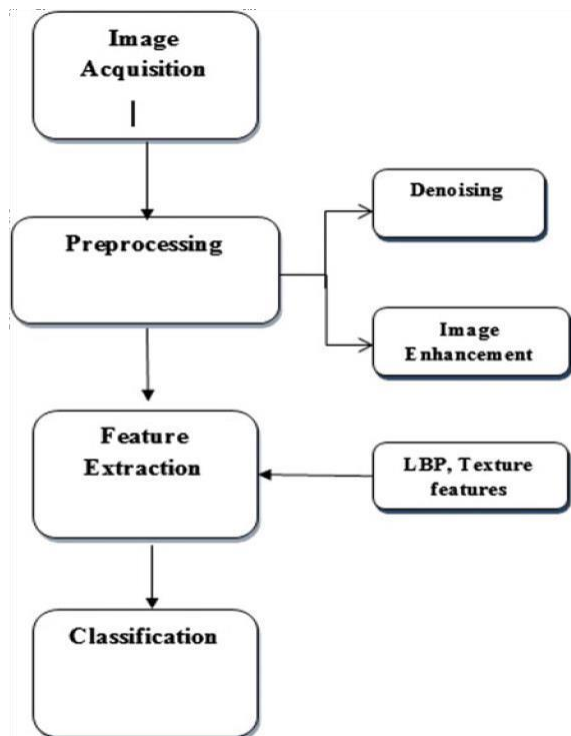 Image
Acquisition
Denoising
Preprocessing
Image
Enhancement
Feature
Extraction
LBP, Texture
features
Classification